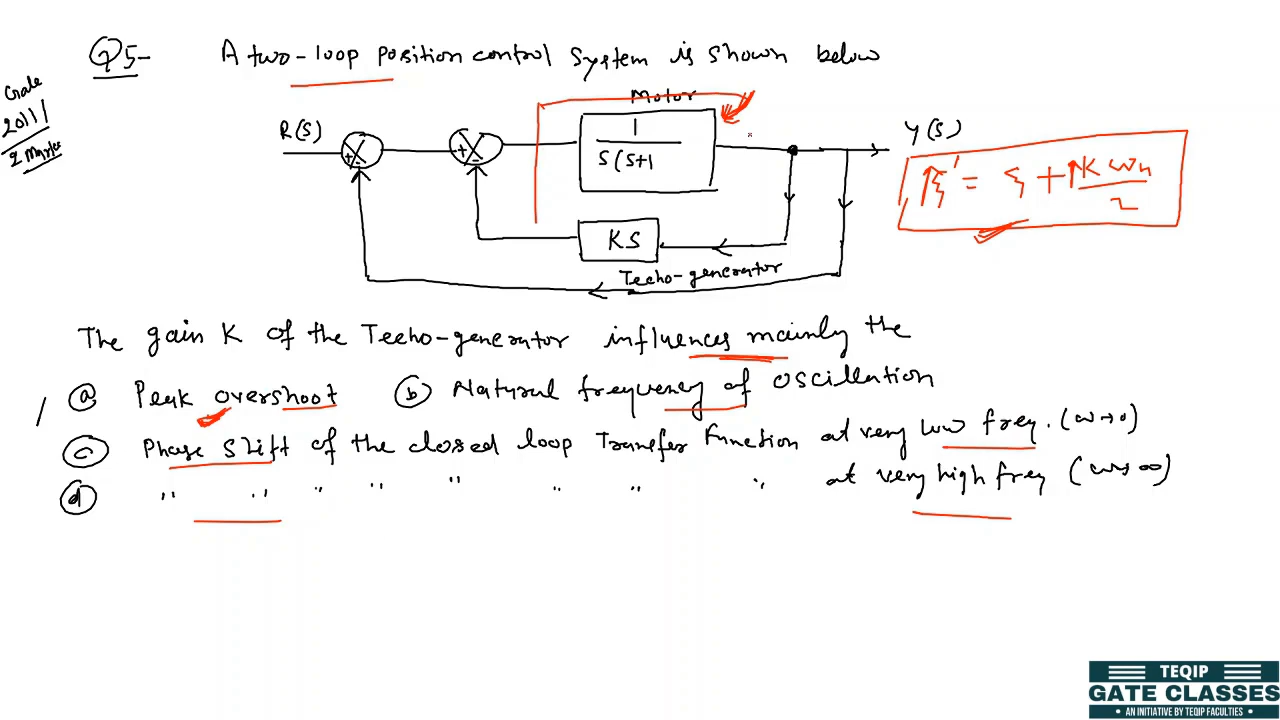 Q5- A two-loop position control system is shown below
Gate
2011
2 Marks
Motor
R(S)
+
-
+
-
1
S(S+1
Y(S)
ξ' = ξ + K ωn
2
KS
Techo-generator
The gain K of the Techo-generator influences mainly the
(a) Peak overshoot (b) Natural frequency of oscillation
(c) Phase Shift of the closed loop Transfer Function at very low freq. (ω→0)
(d) " " " " " " " " at very high freq (ω→∞)
TEQIP
GATE CLASSES
• AN INITIATIVE BY TEQIP FACULTIES •